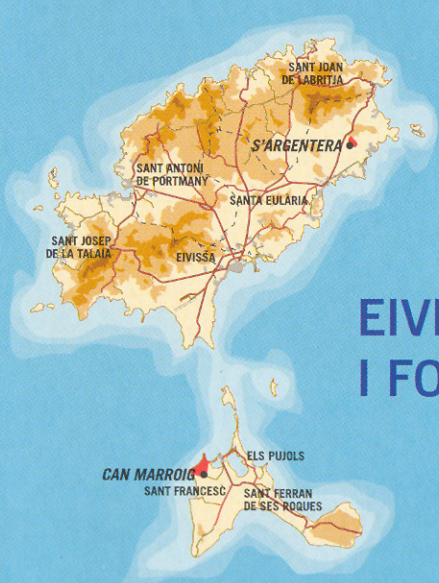 SANT JOAN
DE LABRITJA
S'ARGENTERA
SANT ANTONI
DE PORTMANY
SANTA EULÀRIA
SANT JOSEP
DE LA TALAIA
EIVISSA
EIVI
I FO
ELS PUJOLS
CAN MARROIG
SANT FRANCESC
SANT FERRAN
DE SES ROQUES